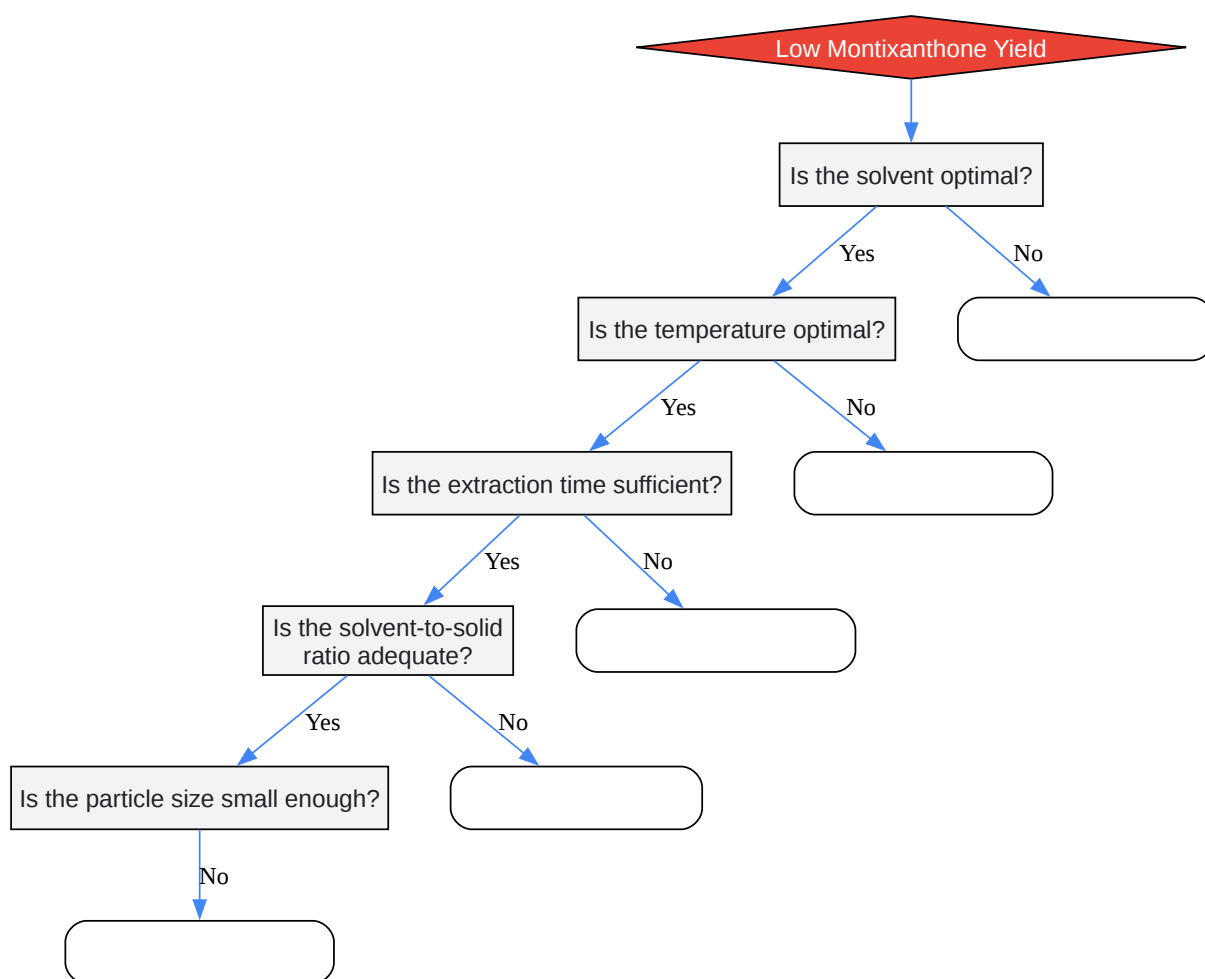 Low Montixanthone Yield
Is the solvent optimal?
Yes
No
Is the temperature optimal?
Yes
No
Is the extraction time sufficient?
Yes
No
Is the solvent-to-solid
ratio adequate?
Yes
No
Is the particle size small enough?
No